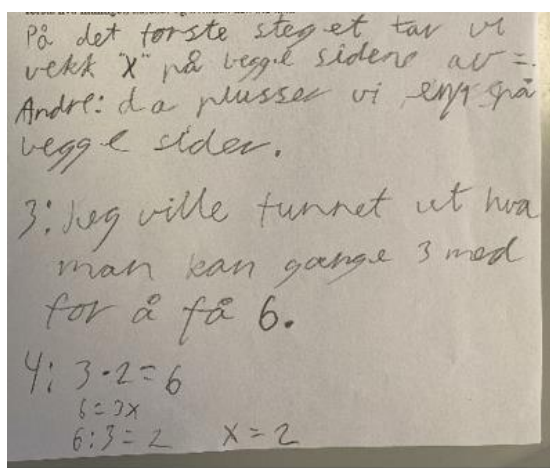 På det første steget tar vi
vekk "X" på begge sidene av =.
Andre: da plusser vi på
begge sider.
3: Jeg ville funnet ut hva
man kan gange 3 med
for å få 6.
4: 3·2=6
6=3x
6:3=2 X=2